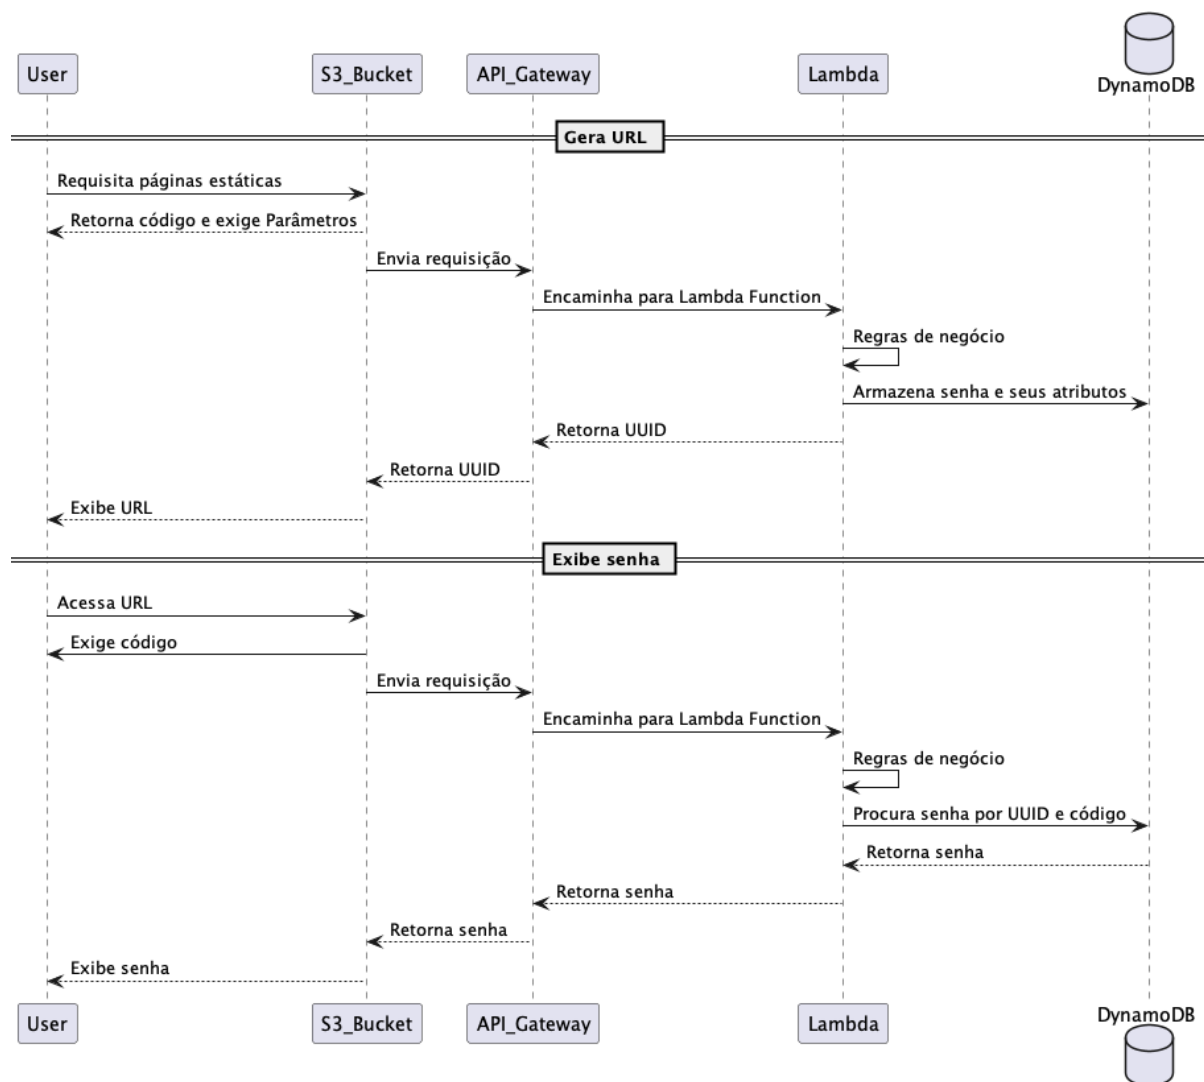 User
S3_Bucket
API_Gateway
Lambda
DynamoDB
Gera URL
Requisita páginas estáticas
Retorna código e exige Parâmetros
Envia requisição
Encaminha para Lambda Function
Regras de negócio
Armazena senha e seus atributos
Retorna UUID
Retorna UUID
Exibe URL
Exibe senha
Acessa URL
Exige código
Envia requisição
Encaminha para Lambda Function
Regras de negócio
Procura senha por UUID e código
Retorna senha
Retorna senha
Retorna senha
Exibe senha
User
S3_Bucket
API_Gateway
Lambda
DynamoDB